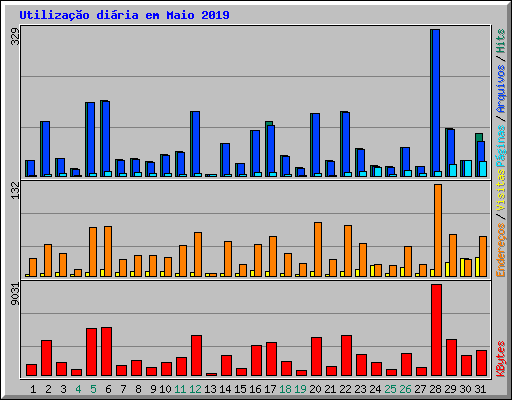 Utilização diária em Maio 2019
329
132
9031
Endereços / Visitas Páginas / Arquivos / Hits
KBytes
1 2 3 4 5 6 7 8 9 10 11 12 13 14 15 16 17 18 19 20 21 22 23 24 25 26 27 28 29 30 31